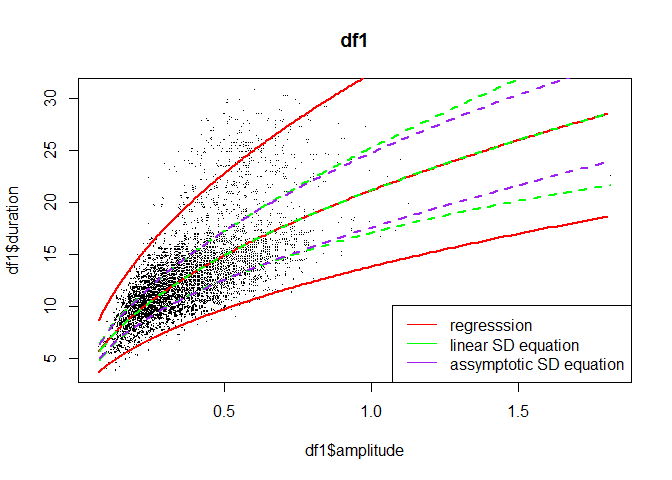 df1
df1$duration
30
25
20
15
10
5
0.5
1.0
1.5
df1$amplitude
regresssion
linear SD equation
assymptotic SD equation